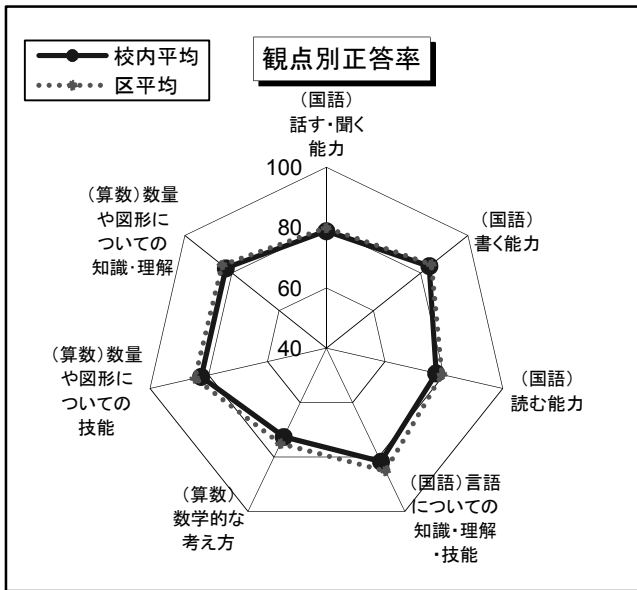 校内平均
区平均
観点別正答率
（国語）
話す・聞く
能力
100
80
60
40
（国語）
書く能力
（国語）
読む能力
（国語）言語
についての
知識・理解
・技能
（算数）
数学的な
考え方
（算数）数量
や図形に
ついての
技能
（算数）数量
や図形に
ついての
知識・理解